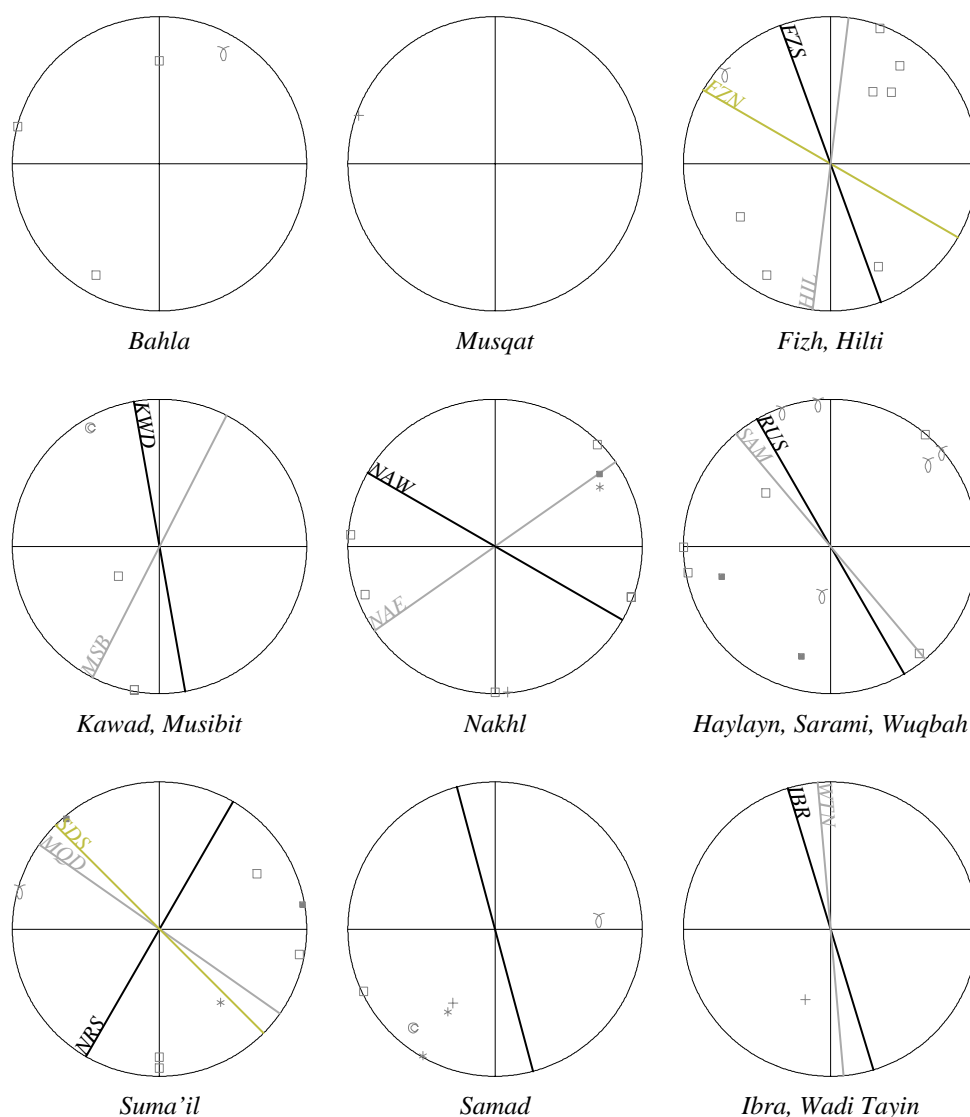 FZS
FZN
HIL
Bahla
Musqat
Fizh, Hilti
KWD
MSB
NAW
NAE
RUS
SAM
Kawad, Musibit
Nakhl
Haylayn, Sarami, Wuqbah
SDS
MQD
NRS
IBR
WTN
Suma'il
Samad
Ibra, Wadi Tayin